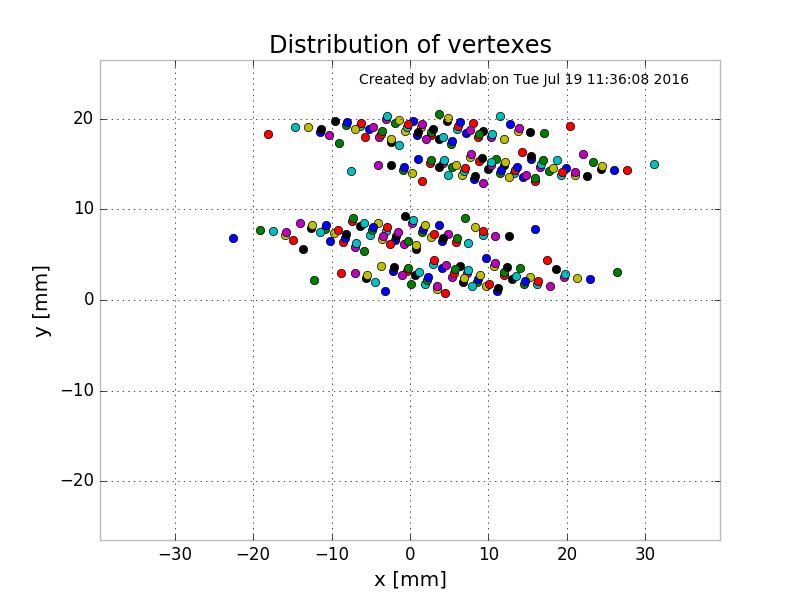 Distribution of vertexes
Created by advlab on Tue Jul 19 11:36:08 2016
20
10
0
−10
−20
y [mm]
−30 −20 −10 0 10 20 30
x [mm]